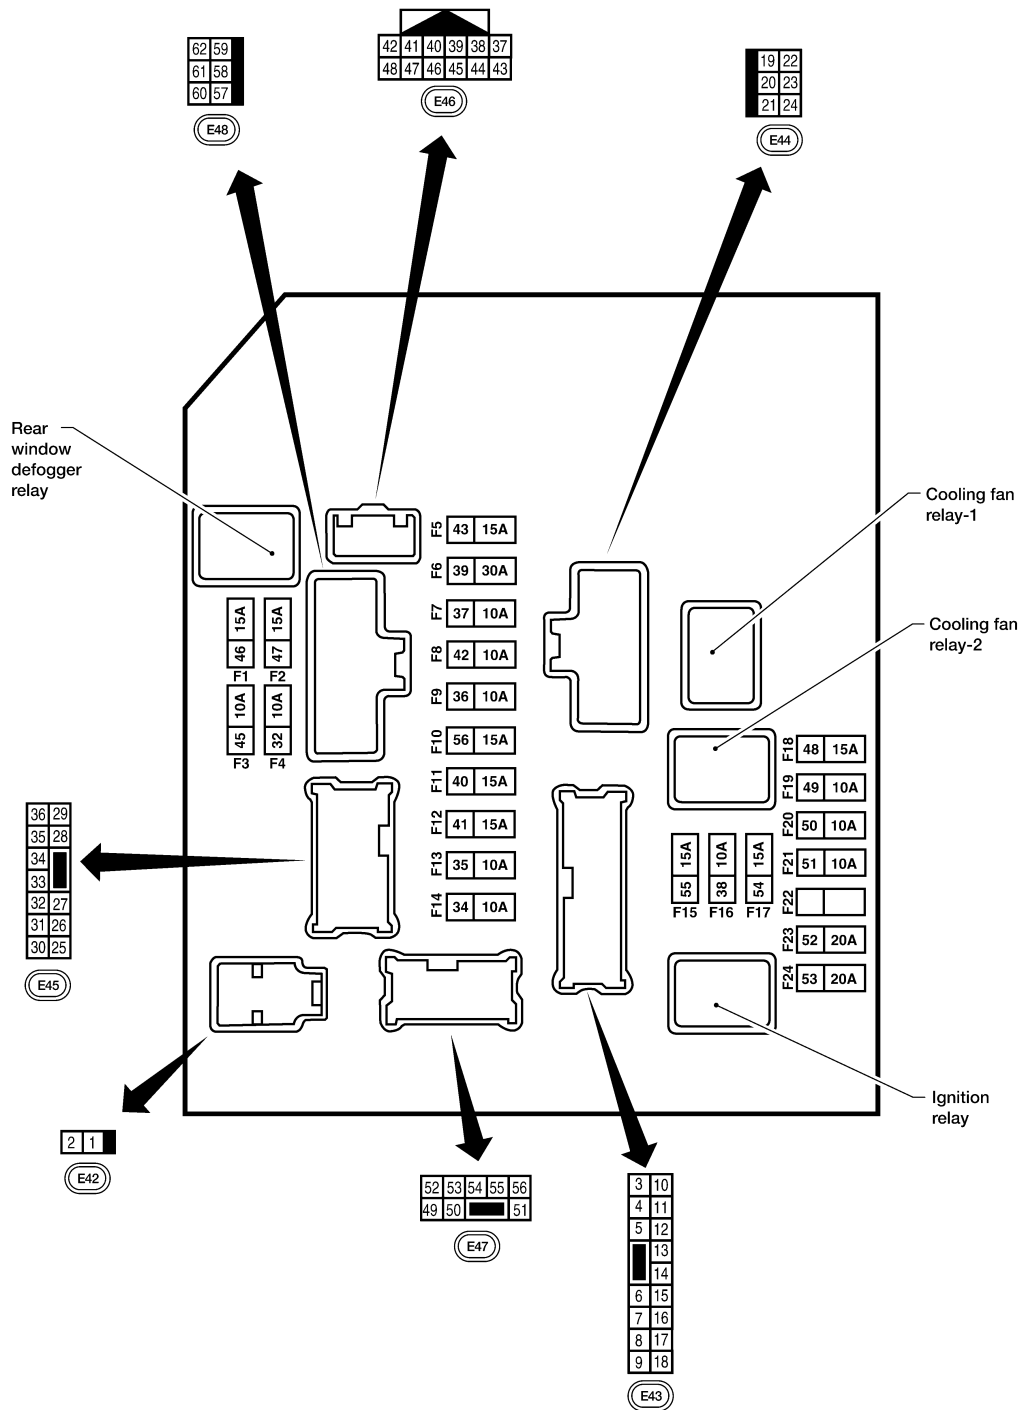 62 59
61 58
60 57
E48
42 41 40 39 38 37
48 47 46 45 44 43
E46
19 22
20 23
21 24
E44
Rear
window
defogger
relay
Cooling fan
relay-1
Cooling fan
relay-2
F5 43 15A
F6 39 30A
F7 37 10A
F8 42 10A
F9 36 10A
F10 56 15A
F11 40 15A
F12 41 15A
F13 35 10A
F14 34 10A
15A 15A
46 47
F1 F2
10A 10A
45 32
F3 F4
F18 48 15A
F19 49 10A
F20 50 10A
F21 51 10A
F22
F23 52 20A
F24 53 20A
15A 10A 15A
55 38 54
F15 F16 F17
36 29
35 28
34
33
32 27
31 26
30 25
E45
Ignition
relay
2 1
E42
52 53 54 55 56
49 50 51
E47
3 10
4 11
5 12
13
14
6 15
7 16
8 17
9 18
E43